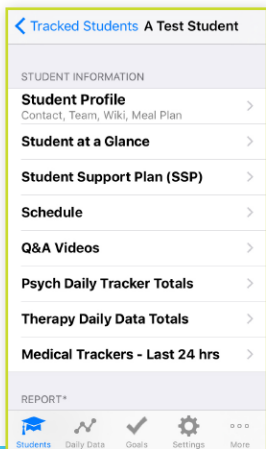 Tracked Students A Test Student
STUDENT INFORMATION
Student Profile
Contact, Team, Wiki, Meal Plan
Student at a Glance
Student Support Plan (SSP)
Schedule
Q&A Videos
Psych Daily Tracker Totals
Therapy Daily Data Totals
Medical Trackers - Last 24 hrs
REPORT*
Students Daily Data Goals Settings More